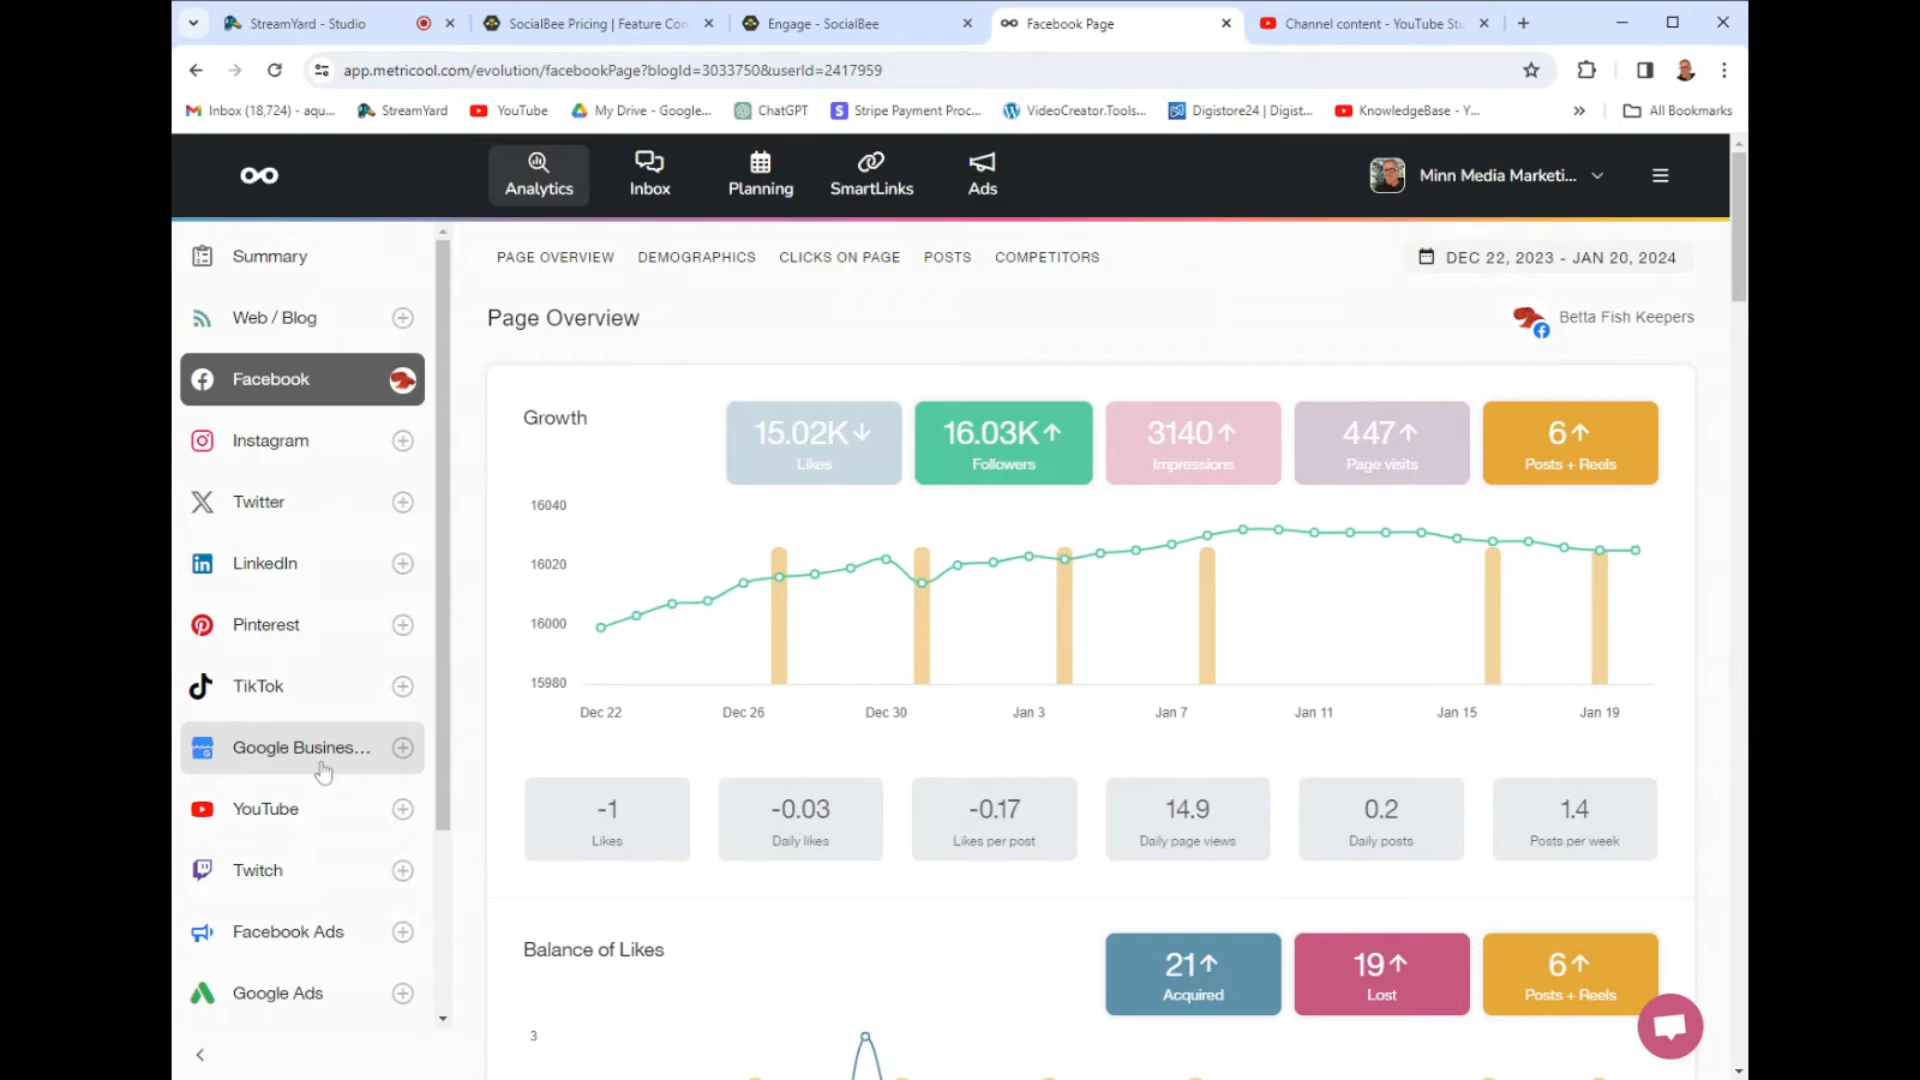 StreamYard - Studio
SocialBee Pricing | Feature Con
Engage - SocialBee
Facebook Page
Channel content - YouTube Stu
app.metricool.com/evolution/facebookPage?blogId=3033750&userId=2417959
Inbox (18,724) - aqu...
StreamYard
YouTube
My Drive - Google...
ChatGPT
Stripe Payment Proc...
VideoCreator.Tools...
Digistore24 | Digist...
KnowledgeBase - Y...
»
All Bookmarks
Analytics
Inbox
Planning
SmartLinks
Ads
Minn Media Marketi...
Summary
Web / Blog
Facebook
Instagram
Twitter
LinkedIn
Pinterest
TikTok
Google Busines...
YouTube
Twitch
Facebook Ads
Google Ads
PAGE OVERVIEW
DEMOGRAPHICS
CLICKS ON PAGE
POSTS
COMPETITORS
DEC 22, 2023 - JAN 20, 2024
Page Overview
Betta Fish Keepers
Growth
15.02K↓
Likes
16.03K↑
Followers
3140↑
Impressions
447↑
Page visits
6↑
Posts + Reels
16040
16020
16000
15980
Dec 22
Dec 26
Dec 30
Jan 3
Jan 7
Jan 11
Jan 15
Jan 19
-1
Likes
-0.03
Daily likes
-0.17
Likes per post
14.9
Daily page views
0.2
Daily posts
1.4
Posts per week
Balance of Likes
21↑
Acquired
19↑
Lost
6↑
Posts + Reels
3